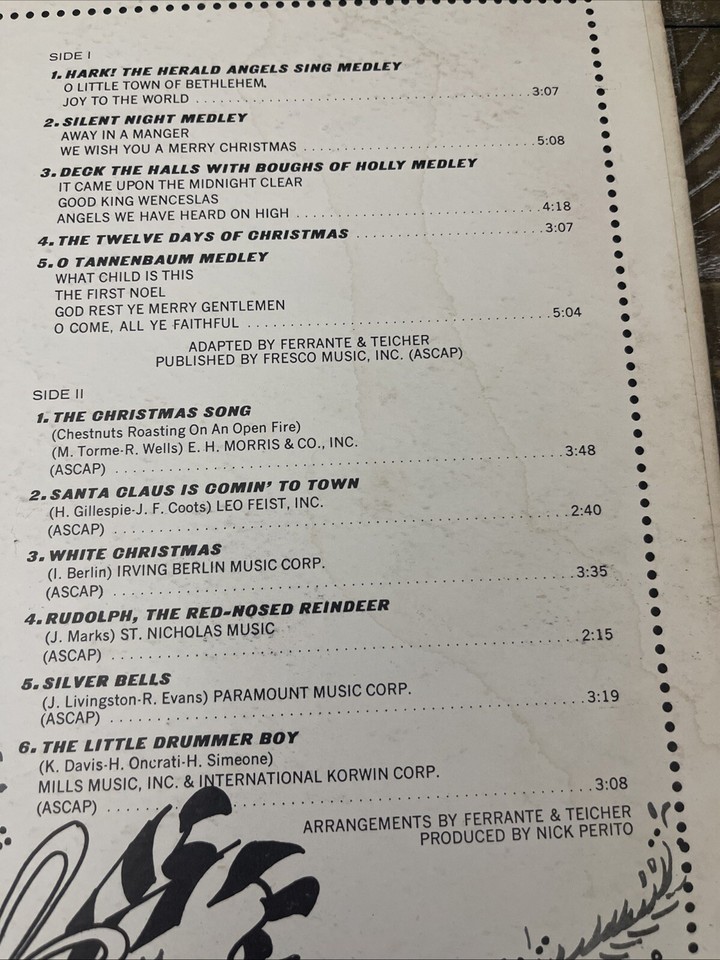 SIDE I
1. HARK! THE HERALD ANGELS SING MEDLEY
O LITTLE TOWN OF BETHLEHEM.
JOY TO THE WORLD . . . . . . . . . . . . . . . . . . . . 3:07
2. SILENT NIGHT MEDLEY
AWAY IN A MANGER
WE WISH YOU A MERRY CHRISTMAS . . . . . . . . . . . . . . . . . . . . 5:08
3. DECK THE HALLS WITH BOUGHS OF HOLLY MEDLEY
IT CAME UPON THE MIDNIGHT CLEAR
GOOD KING WENCESLAS
ANGELS WE HAVE HEARD ON HIGH . . . . . . . . . . . . . . . . . . . . 4:18
4. THE TWELVE DAYS OF CHRISTMAS . . . . . . . . . . . . . . . . . . . . 3:07
5. O TANNENBAUM MEDLEY
WHAT CHILD IS THIS
THE FIRST NOEL
GOD REST YE MERRY GENTLEMEN
O COME, ALL YE FAITHFUL . . . . . . . . . . . . . . . . . . . . 5:04
ADAPTED BY FERRANTE & TEICHER
PUBLISHED BY FRESCO MUSIC, INC. (ASCAP)
SIDE II
1. THE CHRISTMAS SONG
(Chestnuts Roasting On An Open Fire)
(M. Torme-R. Wells) E. H. MORRIS & CO., INC.
(ASCAP) . . . . . . . . . . . . . . . . . . . . 3:48
2. SANTA CLAUS IS COMIN' TO TOWN
(H. Gillespie-J. F. Coots) LEO FEIST, INC.
(ASCAP) . . . . . . . . . . . . . . . . . . . . 2:40
3. WHITE CHRISTMAS
(I. Berlin) IRVING BERLIN MUSIC CORP.
(ASCAP) . . . . . . . . . . . . . . . . . . . . 3:35
4. RUDOLPH, THE RED-NOSED REINDEER
(J. Marks) ST. NICHOLAS MUSIC
(ASCAP) . . . . . . . . . . . . . . . . . . . . 2:15
5. SILVER BELLS
(J. Livingston-R. Evans) PARAMOUNT MUSIC CORP.
(ASCAP) . . . . . . . . . . . . . . . . . . . . 3:19
6. THE LITTLE DRUMMER BOY
(K. Davis-H. Oncrati-H. Simeone)
MILLS MUSIC, INC. & INTERNATIONAL KORWIN CORP.
(ASCAP) . . . . . . . . . . . . . . . . . . . . 3:08
ARRANGEMENTS BY FERRANTE & TEICHER
PRODUCED BY NICK PERITO